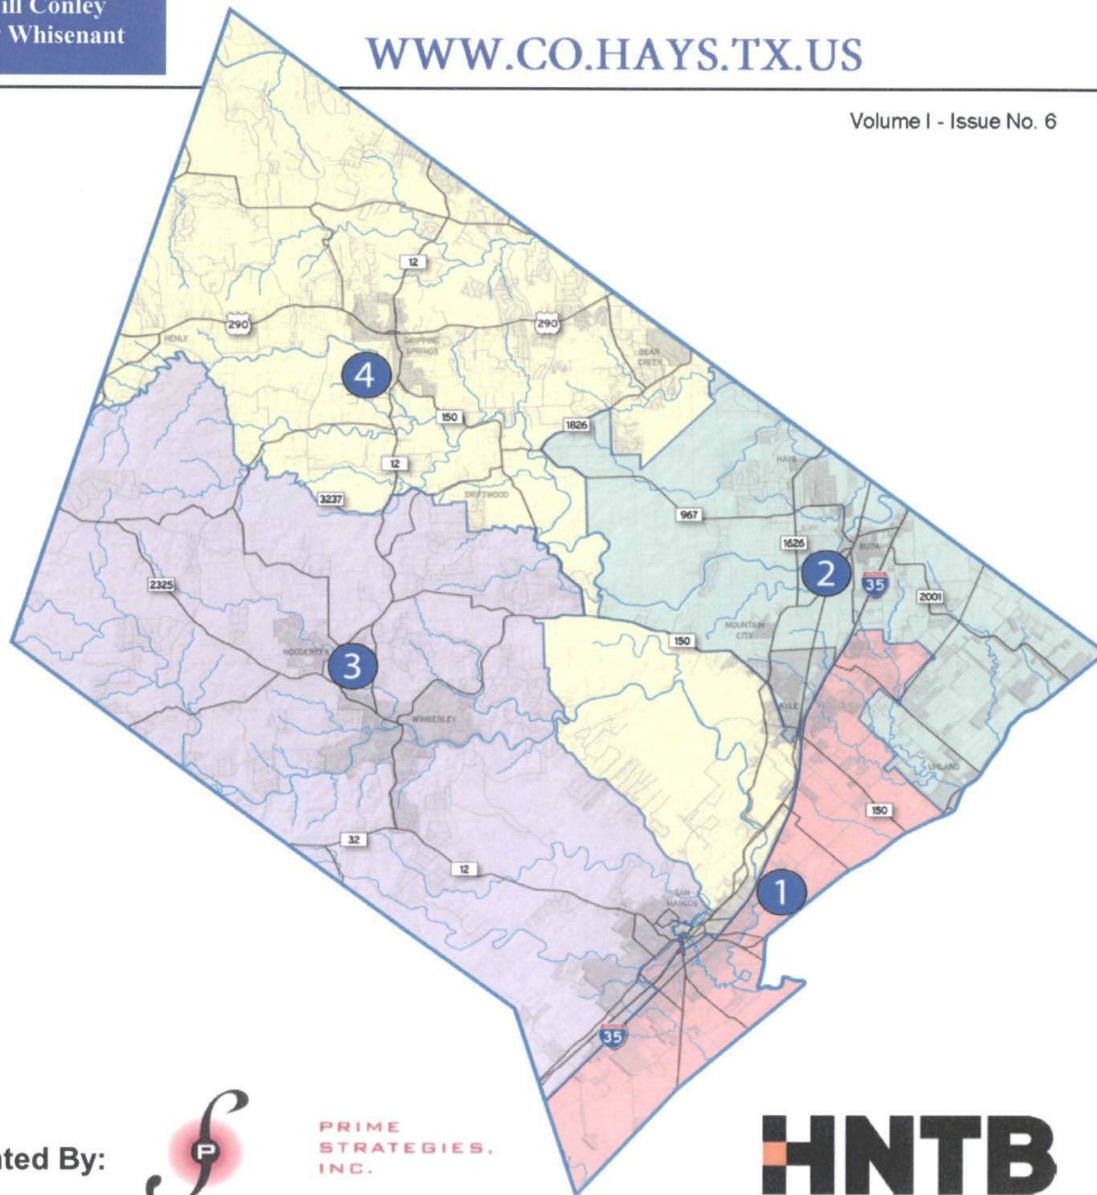 ill Conley
Whisenant
WWW.CO.HAYS.TX.US
Volume I - Issue No. 6
12
290
290
HENLY
DRIPPING
SPRINGS
BEAR
CREEK
4
150
1826
12
HAYS
3237
DRIFTWOOD
967
1626
BUDA
2
35
2325
2001
MOUNTAIN
CITY
150
WOODCREEK
3
KYLE
WIMBERLEY
UHLAND
150
32
12
1
SAN
MARCOS
35
nted By:
P
PRIME
STRATEGIES,
INC.
HNTB